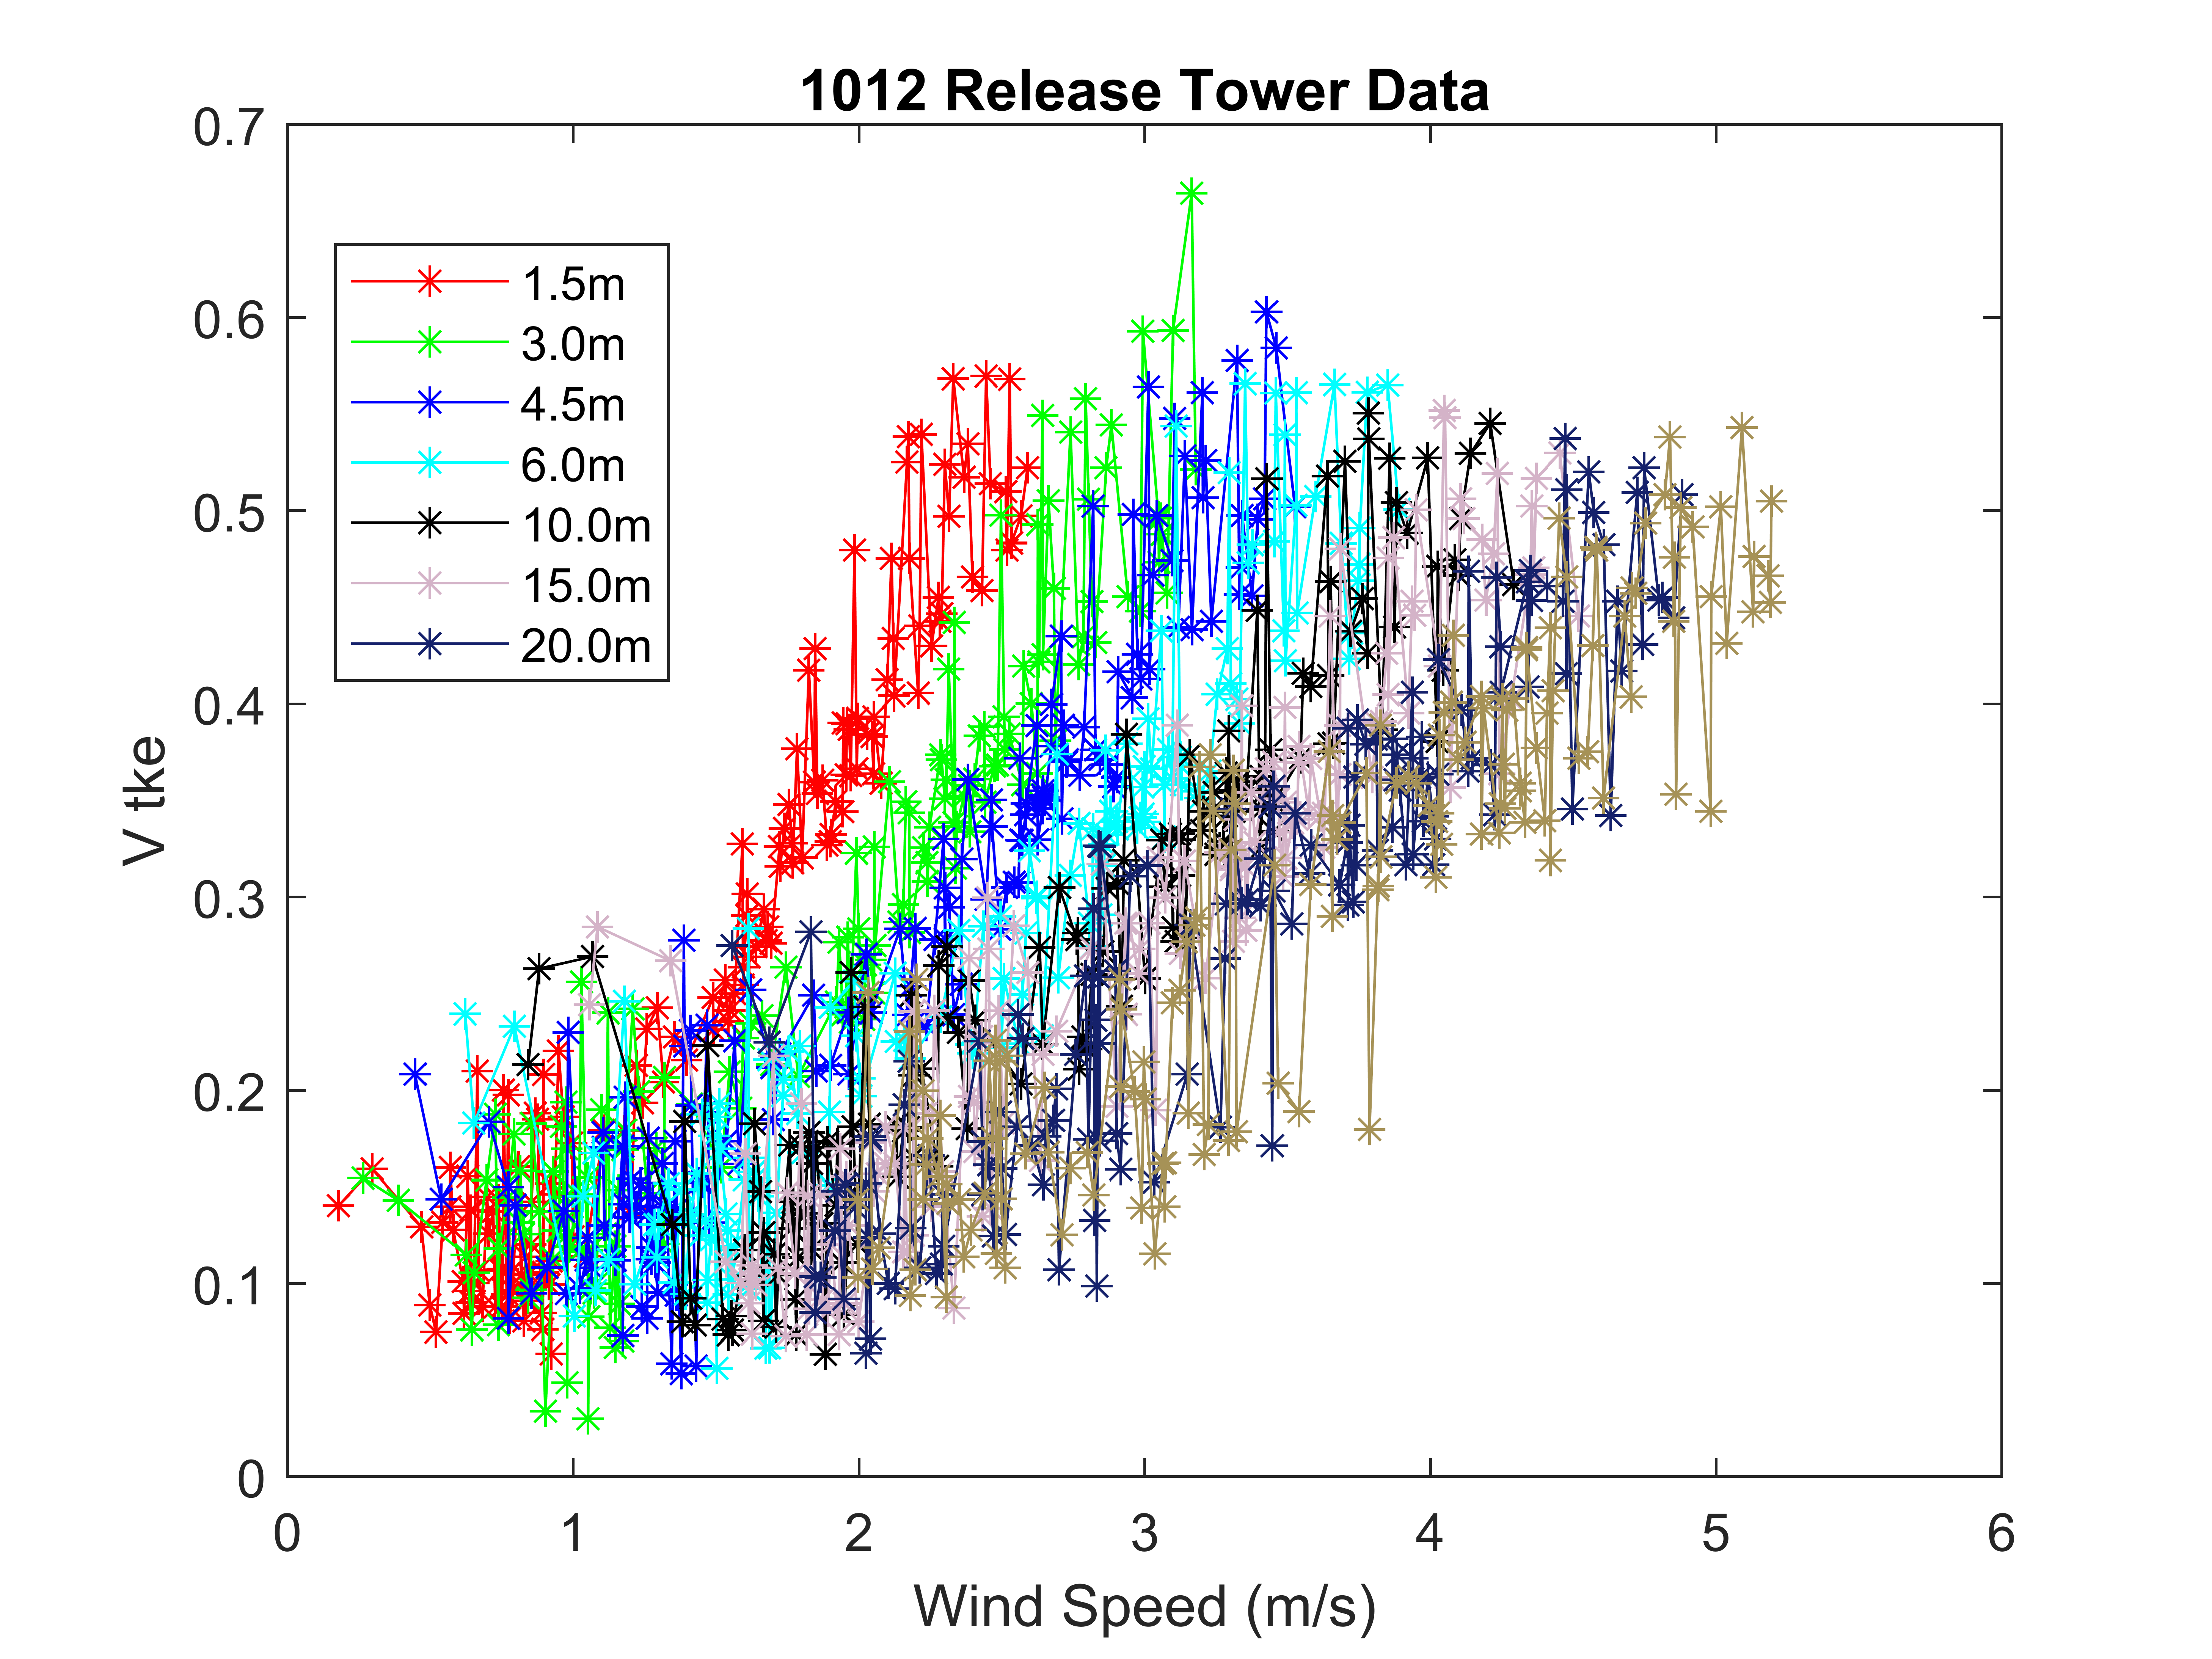 1012 Release Tower Data
0.7
0.6
0.5
0.4
0.3
0.2
0.1
0
V tke
1.5m
3.0m
4.5m
6.0m
10.0m
15.0m
20.0m
0 1 2 3 4 5 6
Wind Speed (m/s)